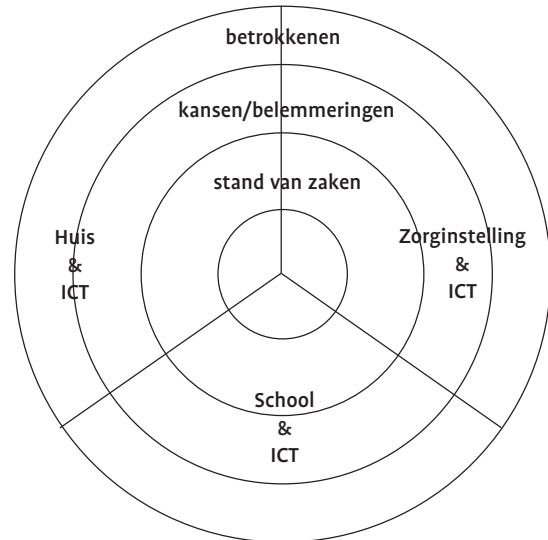 betrokkenen
kansen/belemmeringen
stand van zaken
Huis
&
ICT
Zorginstelling
&
ICT
School
&
ICT